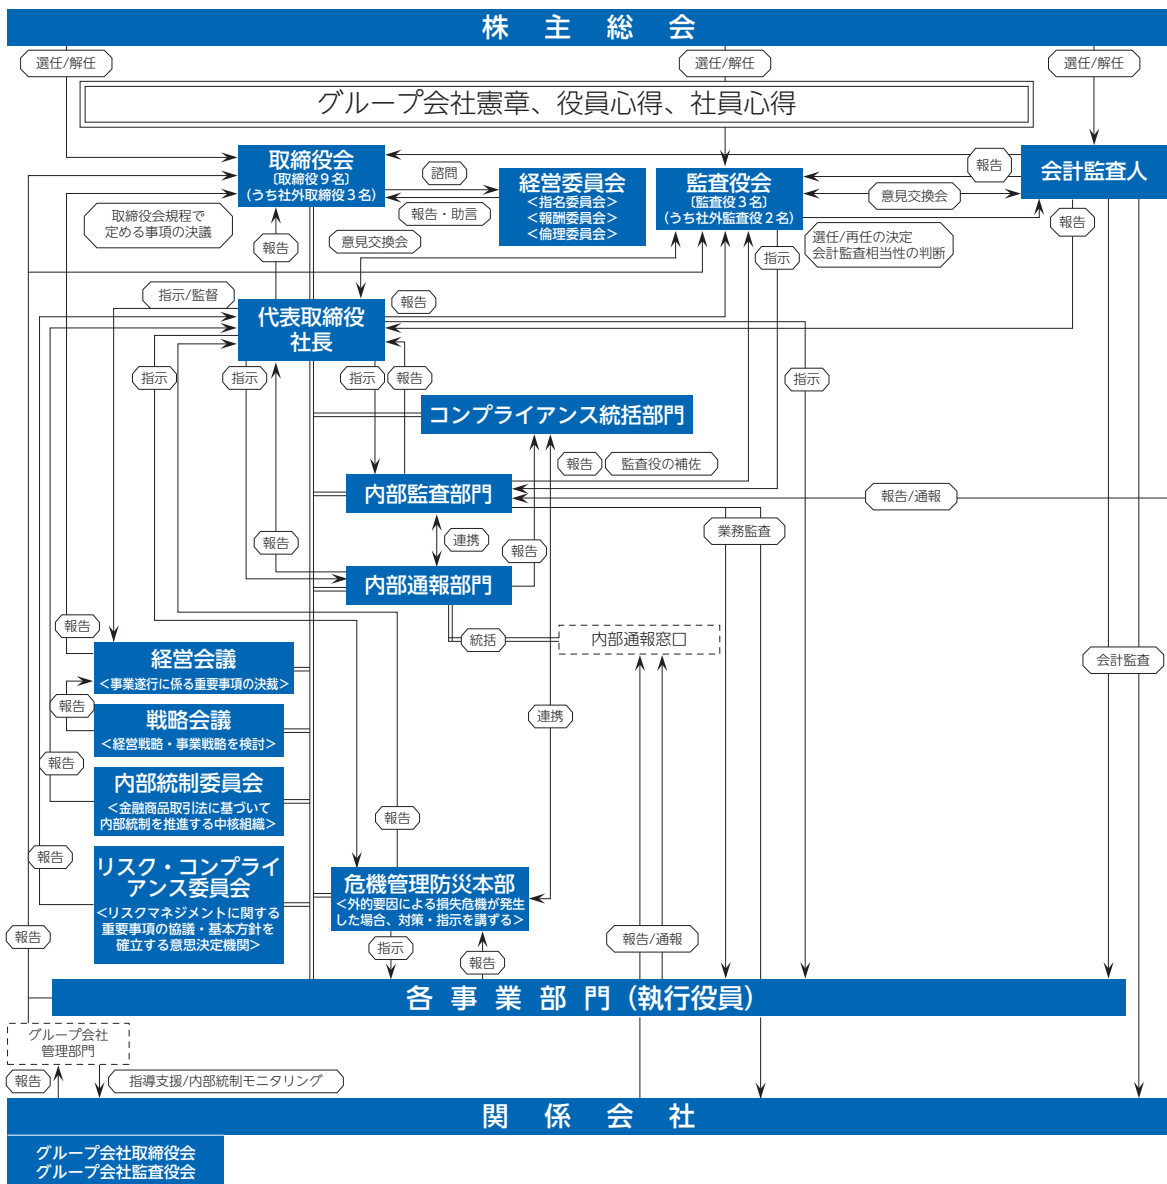 株主総会
選任/解任
選任/解任
選任/解任
グループ会社憲章、役員心得、社員心得
取締役会
〔取締役９名〕
(うち社外取締役３名)
諮問
報告・助言
経営委員会
＜指名委員会＞
＜報酬委員会＞
＜倫理委員会＞
監査役会
〔監査役３名〕
(うち社外監査役２名)
報告
意見交換会
会計監査人
取締役会規程で
定める事項の決議
報告
意見交換会
指示
選任/再任の決定
会計監査相当性の判断
報告
指示/監督
代表取締役
社長
報告
指示
指示
指示
報告
指示
コンプライアンス統括部門
報告
監査役の補佐
内部監査部門
報告/通報
業務監査
報告
連携
報告
内部通報部門
統括
内部通報窓口
報告
経営会議
＜事業遂行に係る重要事項の決裁＞
会計監査
報告
戦略会議
＜経営戦略・事業戦略を検討＞
連携
報告
内部統制委員会
＜金融商品取引法に基づいて
内部統制を推進する中核組織＞
報告
報告
リスク・コンプライ
アンス委員会
＜リスクマネジメントに関する
重要事項の協議・基本方針を
確立する意思決定機関＞
危機管理防災本部
＜外的要因による損失危機が発生
した場合、対策・指示を講ずる＞
報告
指示
報告
報告/通報
各事業部門(執行役員)
グループ会社
管理部門
報告
指導支援/内部統制モニタリング
関係会社
グループ会社取締役会
グループ会社監査役会